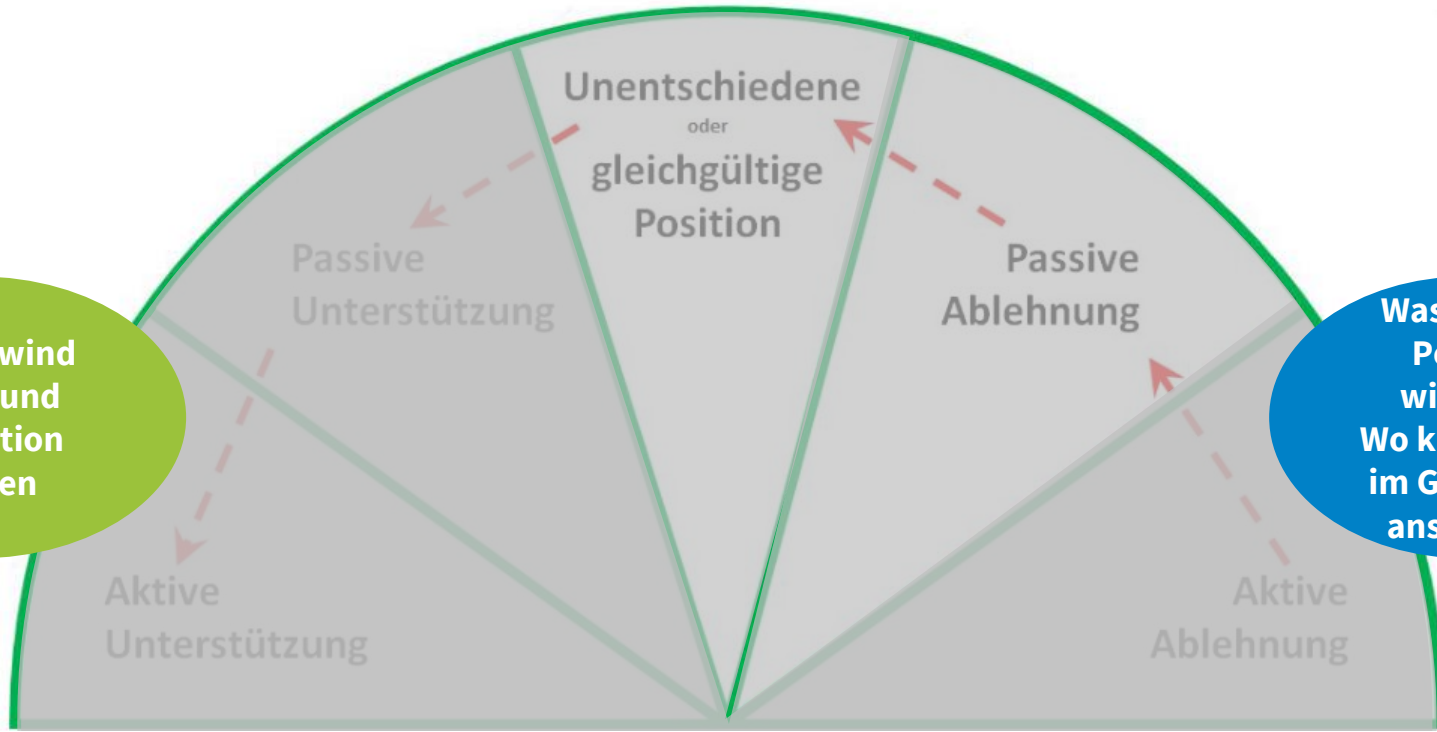 Unentschiedene
oder
gleichgültige
Position
Passive
Unterstützung
Passive
Ablehnung
wind
und
tion
en
Was
P
wi
Wo k
im G
ans
Aktive
Unterstützung
Aktive
Ablehnung